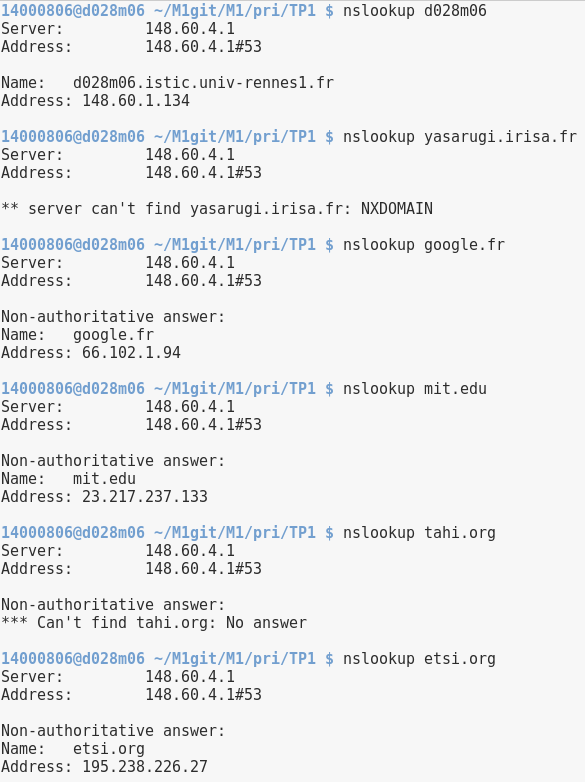 14000806@d028m06 ~/M1git/M1/pri/TP1 $ nslookup d028m06
Server:         148.60.4.1
Address:        148.60.4.1#53

Name:   d028m06.istic.univ-rennes1.fr
Address: 148.60.1.134

14000806@d028m06 ~/M1git/M1/pri/TP1 $ nslookup yasarugi.irisa.fr
Server:         148.60.4.1
Address:        148.60.4.1#53

** server can't find yasarugi.irisa.fr: NXDOMAIN

14000806@d028m06 ~/M1git/M1/pri/TP1 $ nslookup google.fr
Server:         148.60.4.1
Address:        148.60.4.1#53

Non-authoritative answer:
Name:   google.fr
Address: 66.102.1.94

14000806@d028m06 ~/M1git/M1/pri/TP1 $ nslookup mit.edu
Server:         148.60.4.1
Address:        148.60.4.1#53

Non-authoritative answer:
Name:   mit.edu
Address: 23.217.237.133

14000806@d028m06 ~/M1git/M1/pri/TP1 $ nslookup tahi.org
Server:         148.60.4.1
Address:        148.60.4.1#53

Non-authoritative answer:
*** Can't find tahi.org: No answer

14000806@d028m06 ~/M1git/M1/pri/TP1 $ nslookup etsi.org
Server:         148.60.4.1
Address:        148.60.4.1#53

Non-authoritative answer:
Name:   etsi.org
Address: 195.238.226.27